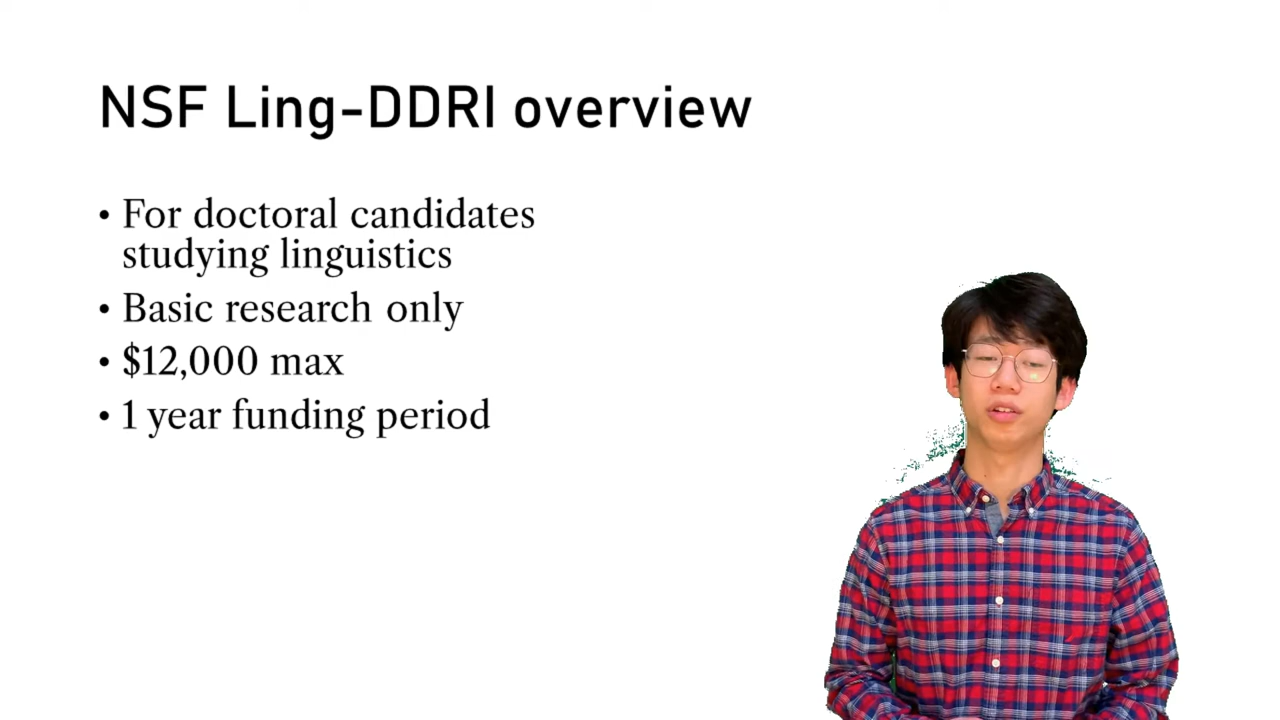 NSF Ling-DDRI overview
• For doctoral candidates
studying linguistics
• Basic research only
• $12,000 max
• 1 year funding period